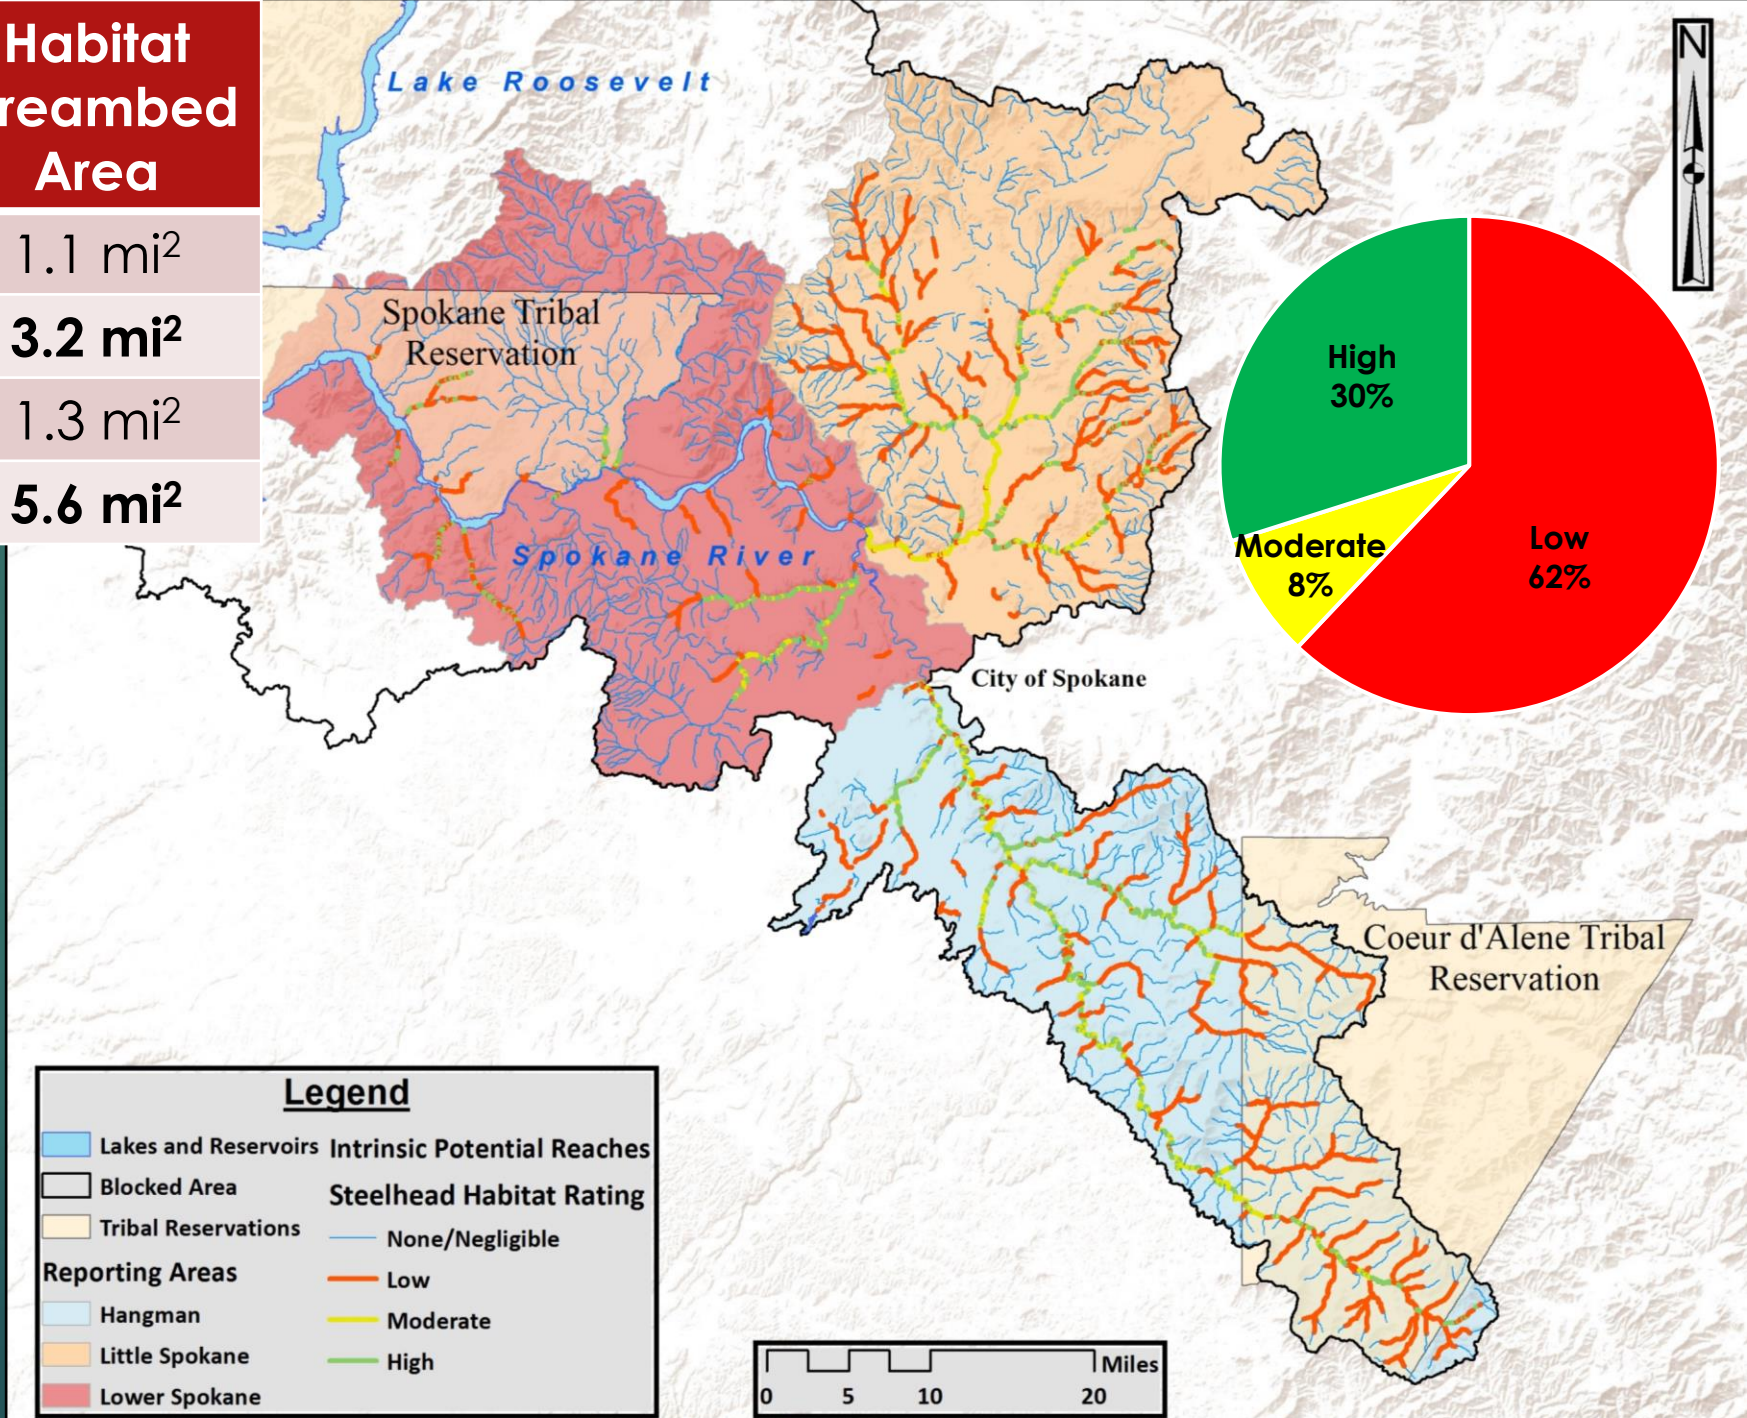 Habitat
reambed
Area
1.1 mi²
3.2 mi²
1.3 mi²
5.6 mi²
Lake Roosevelt
N
Spokane Tribal
Reservation
High
30%
Moderate
8%
Low
62%
Spokane River
City of Spokane
Coeur d'Alene Tribal
Reservation
Legend
Lakes and Reservoirs
Blocked Area
Tribal Reservations
Reporting Areas
Hangman
Little Spokane
Lower Spokane
Intrinsic Potential Reaches
Steelhead Habitat Rating
None/Negligible
Low
Moderate
High
Miles
0 5 10 20